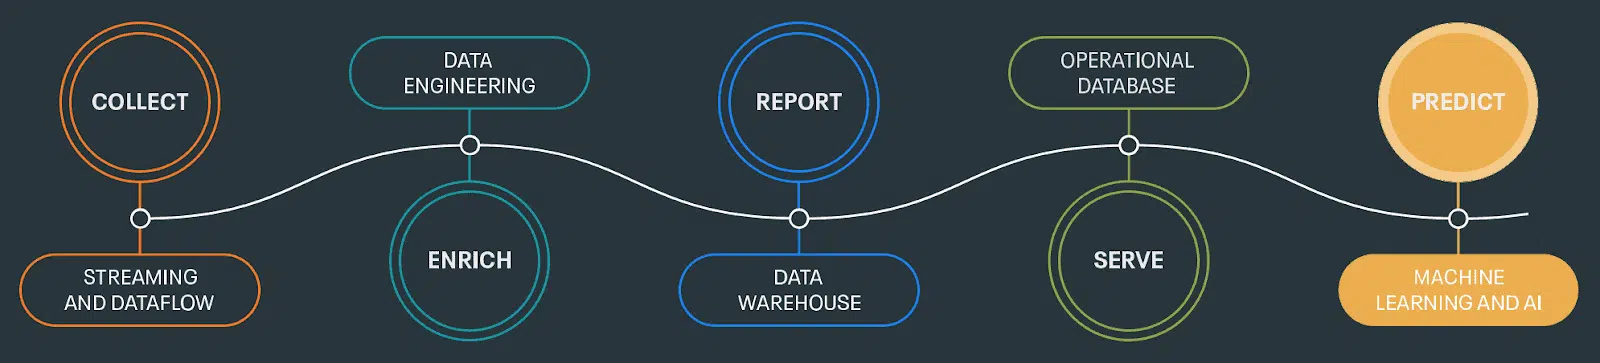 COLLECT
STREAMING
AND DATAFLOW
DATA
ENGINEERING
ENRICH
REPORT
DATA
WAREHOUSE
OPERATIONAL
DATABASE
SERVE
PREDICT
MACHINE
LEARNING AND AI